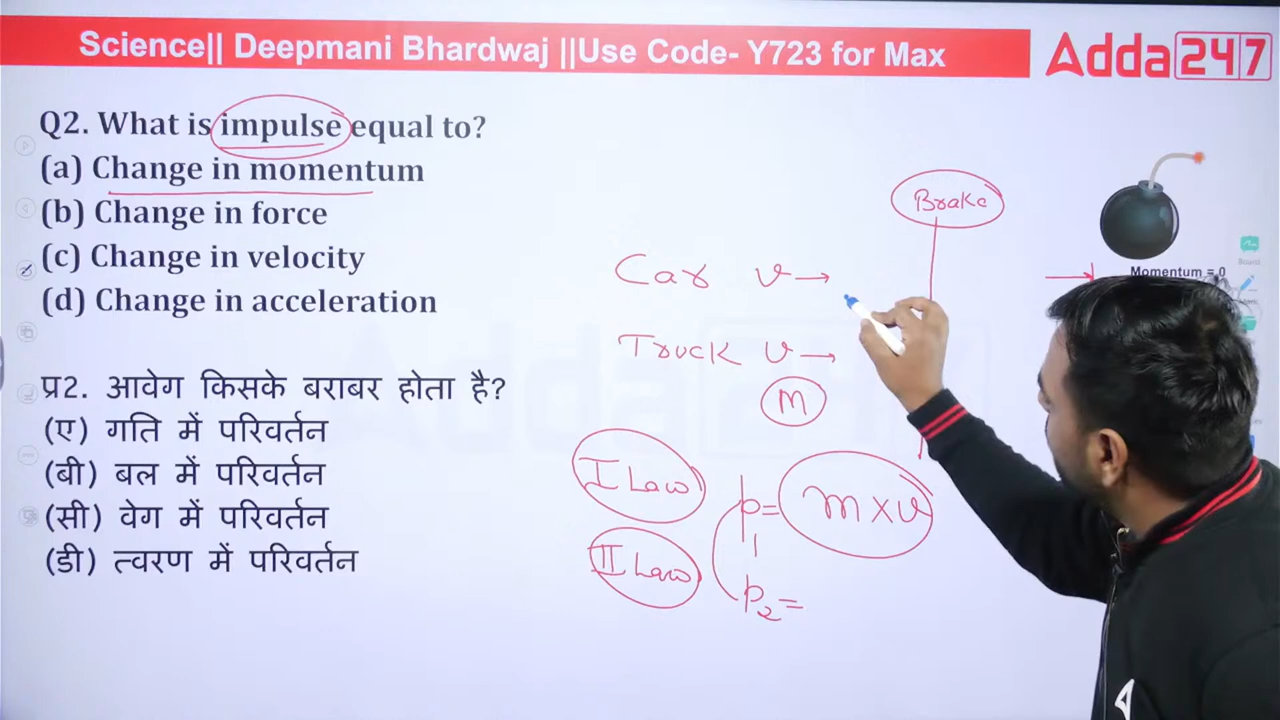 Science|| Deepmani Bhardwaj ||Use Code- Y723 for Max
Adda247
Q2. What is impulse equal to?
(a) Change in momentum
(b) Change in force
(c) Change in velocity
(d) Change in acceleration
प्र2. आवेग किसके बराबर होता है?
(ए) गति में परिवर्तन
(बी) बल में परिवर्तन
(सी) वेग में परिवर्तन
(डी) त्वरण में परिवर्तन
Brake
Momentum = 0
Board
Car v →
Truck v →
M
I Law
p1 = m×v
II Law
p2 =